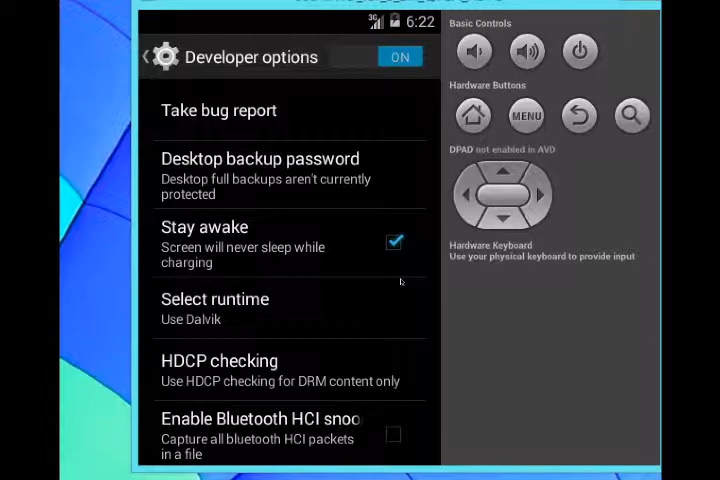 3G 6:22
Developer options ON
Take bug report
Desktop backup password
Desktop full backups aren't currently
protected
Stay awake
Screen will never sleep while
charging
Select runtime
Use Dalvik
HDCP checking
Use HDCP checking for DRM content only
Enable Bluetooth HCI snoo
Capture all bluetooth HCI packets
in a file
Basic Controls
Hardware Buttons
MENU
DPAD not enabled in AVD
Hardware Keyboard
Use your physical keyboard to provide input